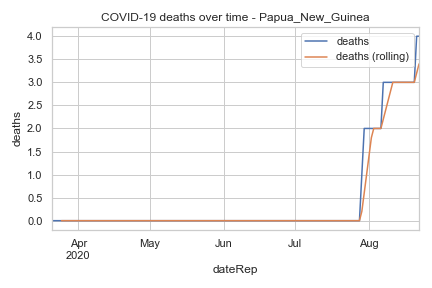 COVID-19 deaths over time - Papua_New_Guinea
deaths
deaths (rolling)
4.0
3.5
3.0
2.5
2.0
1.5
1.0
0.5
0.0
deaths
Apr
2020
May
Jun
Jul
Aug
dateRep